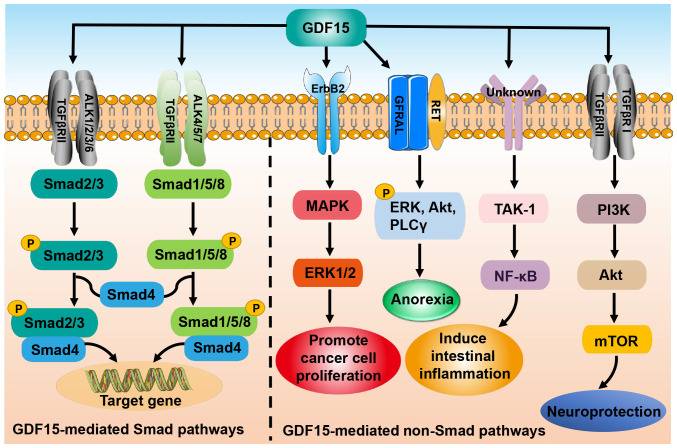 GDF15
TGFβRII
ALK1/2/3/6
TGFβRII
ALK4/5/7
ErbB2
GFRAL
RET
Unknown
TGFβRII
TGFβR I
Smad2/3
Smad1/5/8
MAPK
P
ERK, Akt,
PLCγ
TAK-1
PI3K
P
Smad2/3
P
Smad1/5/8
ERK1/2
NF-κB
Akt
Smad4
Anorexia
P
Smad2/3
Smad4
P
Smad1/5/8
Smad4
mTOR
Promote
cancer cell
proliferation
Induce
intestinal
inflammation
Target gene
Neuroprotection
GDF15-mediated Smad pathways
GDF15-mediated non-Smad pathways